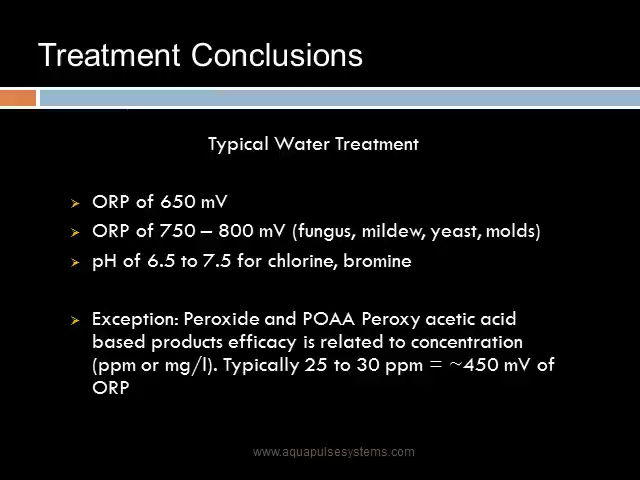 Treatment Conclusions
Typical Water Treatment
➢ ORP of 650 mV
➢ ORP of 750 – 800 mV (fungus, mildew, yeast, molds)
➢ pH of 6.5 to 7.5 for chlorine, bromine
➢ Exception: Peroxide and POAA Peroxy acetic acid
based products efficacy is related to concentration
(ppm or mg/l). Typically 25 to 30 ppm = ~450 mV of
ORP
www.aquapulsesystems.com